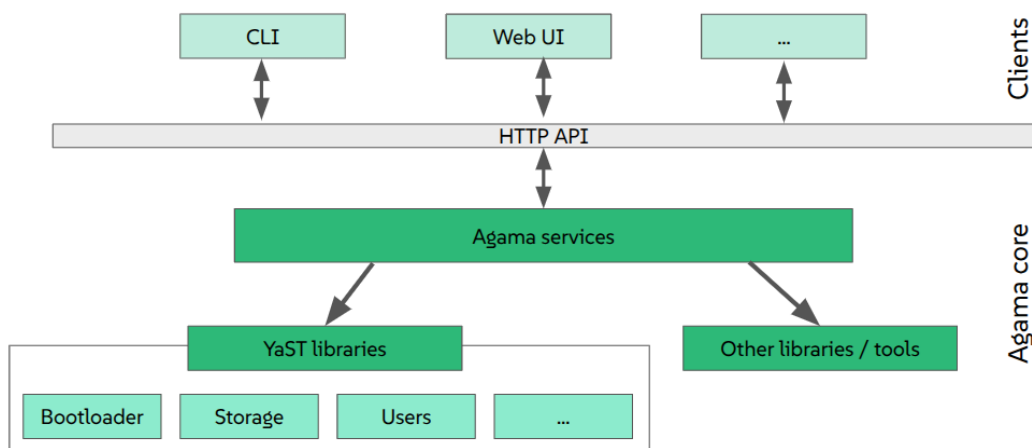 CLI
Web UI
...
Clients
HTTP API
Agama services
Agama core
YaST libraries
Other libraries / tools
Bootloader
Storage
Users
...